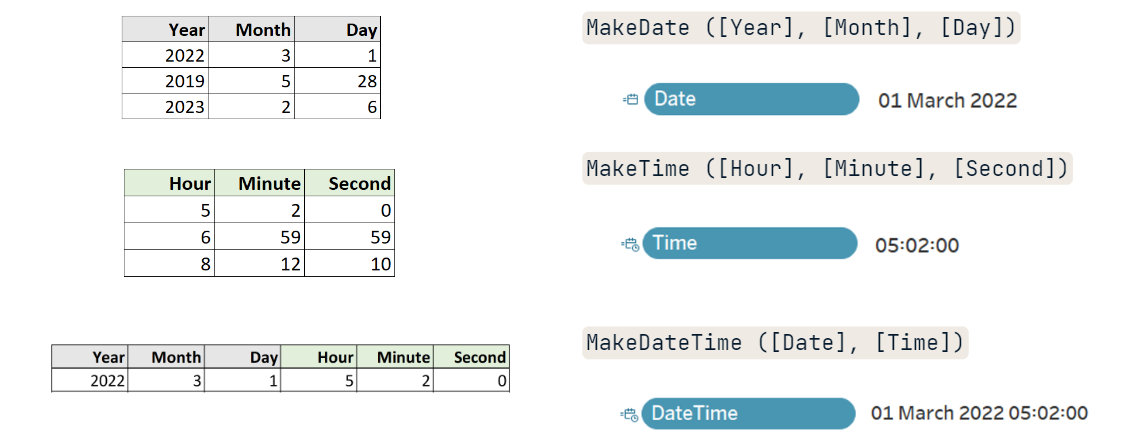 Year Month Day
2022 3 1
2019 5 28
2023 2 6
MakeDate ([Year], [Month], [Day])
Date 01 March 2022
Hour Minute Second
5 2 0
6 59 59
8 12 10
MakeTime ([Hour], [Minute], [Second])
Time 05:02:00
Year Month Day Hour Minute Second
2022 3 1 5 2 0
MakeDateTime ([Date], [Time])
DateTime 01 March 2022 05:02:00